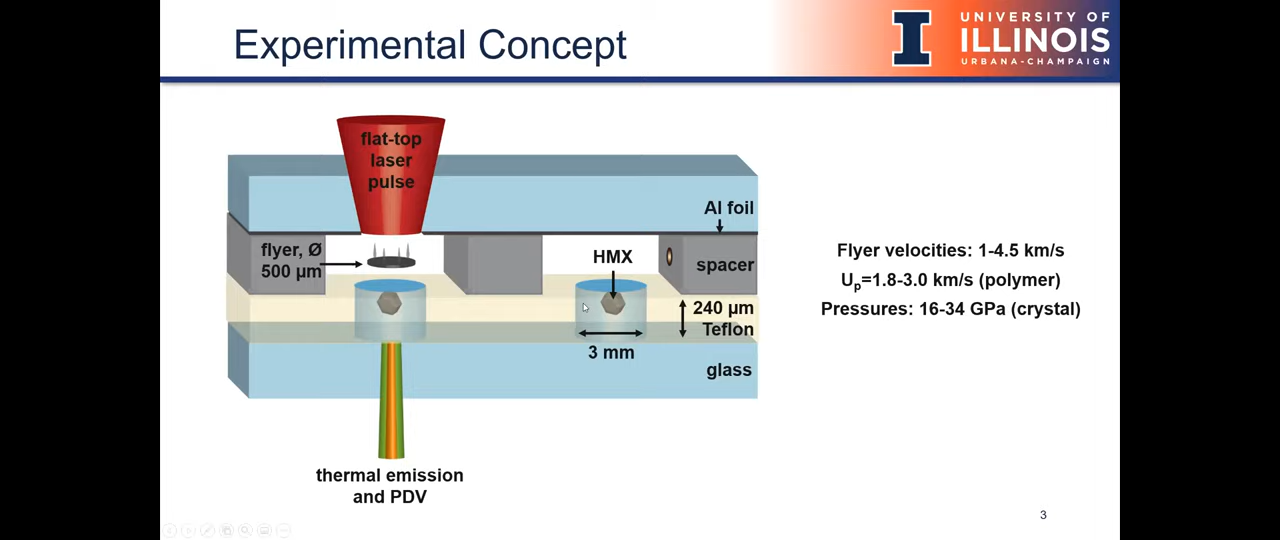 Experimental Concept
UNIVERSITY OF
ILLINOIS
URBANA-CHAMPAIGN
flat-top
laser
pulse
Al foil
flyer, Ø
500 µm
HMX
spacer
240 µm
Teflon
3 mm
glass
thermal emission
and PDV
Flyer velocities: 1-4.5 km/s
Up=1.8-3.0 km/s (polymer)
Pressures: 16-34 GPa (crystal)
3